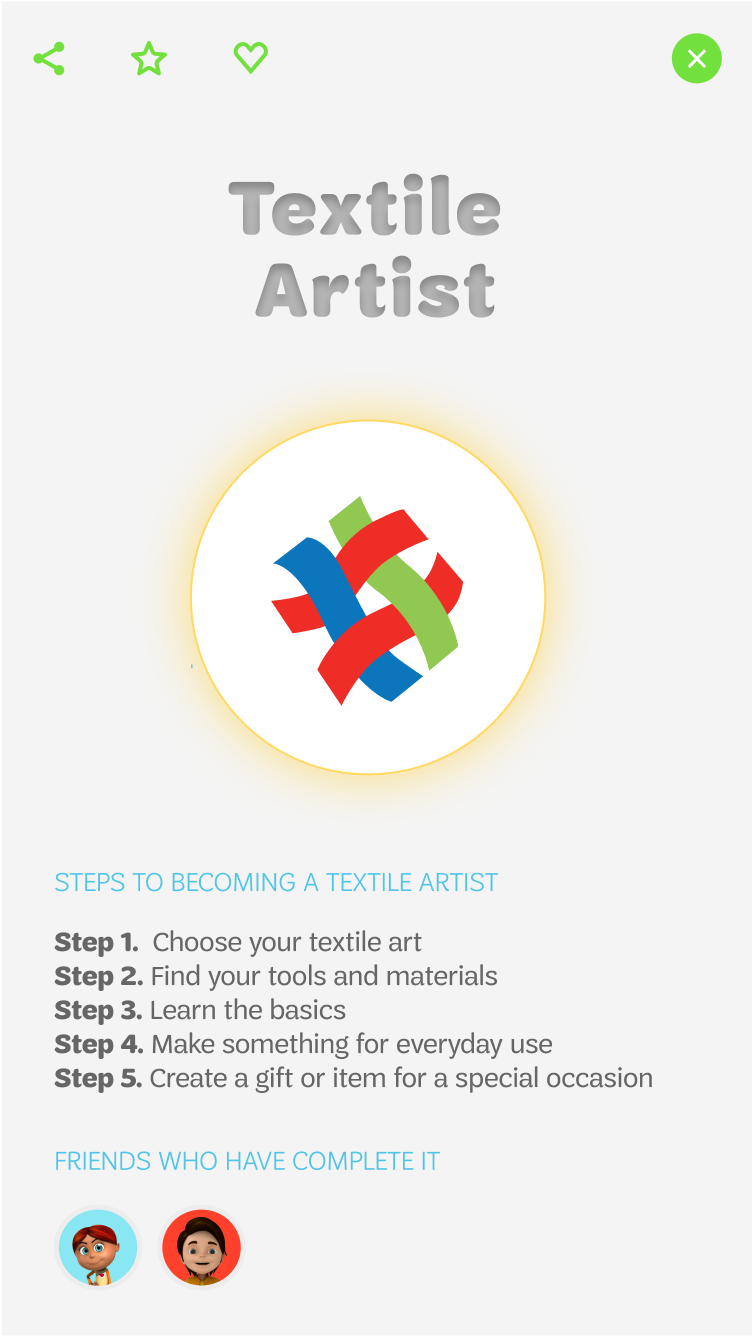 Textile
Artist
STEPS TO BECOMING A TEXTILE ARTIST
Step 1. Choose your textile art
Step 2. Find your tools and materials
Step 3. Learn the basics
Step 4. Make something for everyday use
Step 5. Create a gift or item for a special occasion
FRIENDS WHO HAVE COMPLETE IT